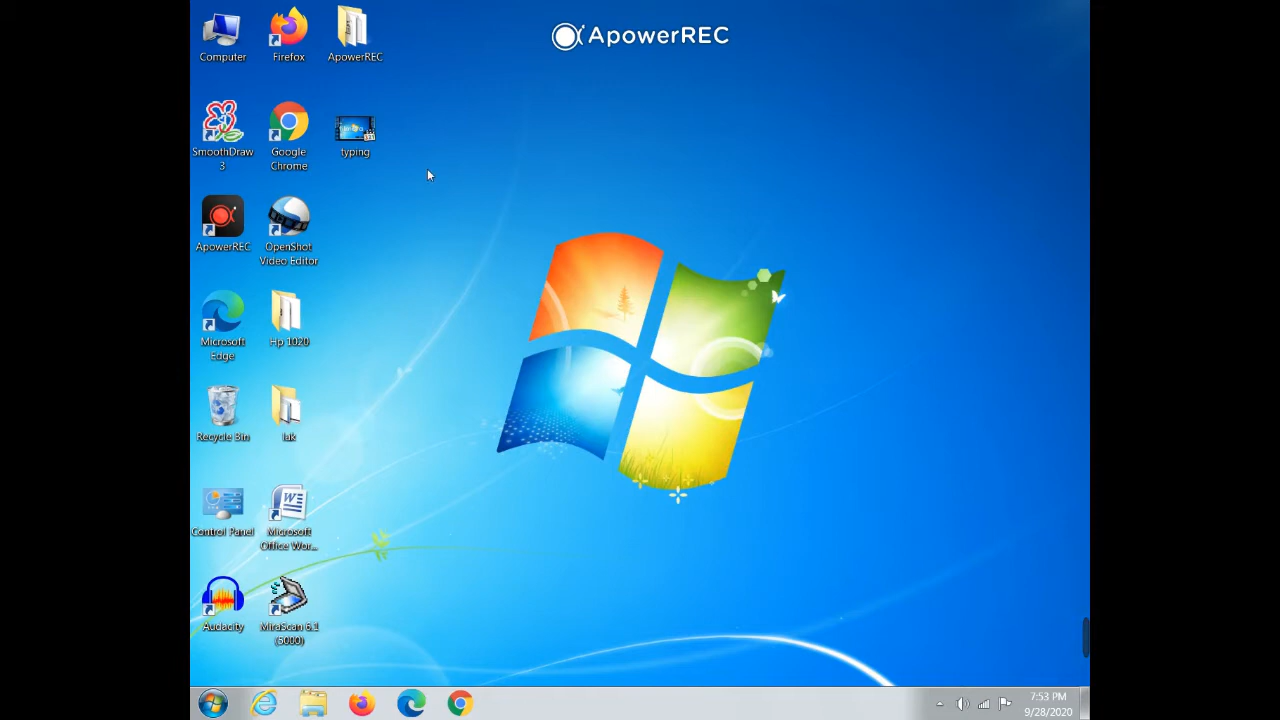 ApowerREC
Computer
Firefox
ApowerREC
SmoothDraw
3
Google
Chrome
typing
ApowerREC
OpenShot
Video Editor
Microsoft
Edge
Hp 1020
Recycle Bin
lak
Control Panel
Microsoft
Office Wor...
Audacity
MiraScan 6.1
(5000)
7:53 PM
9/28/2020